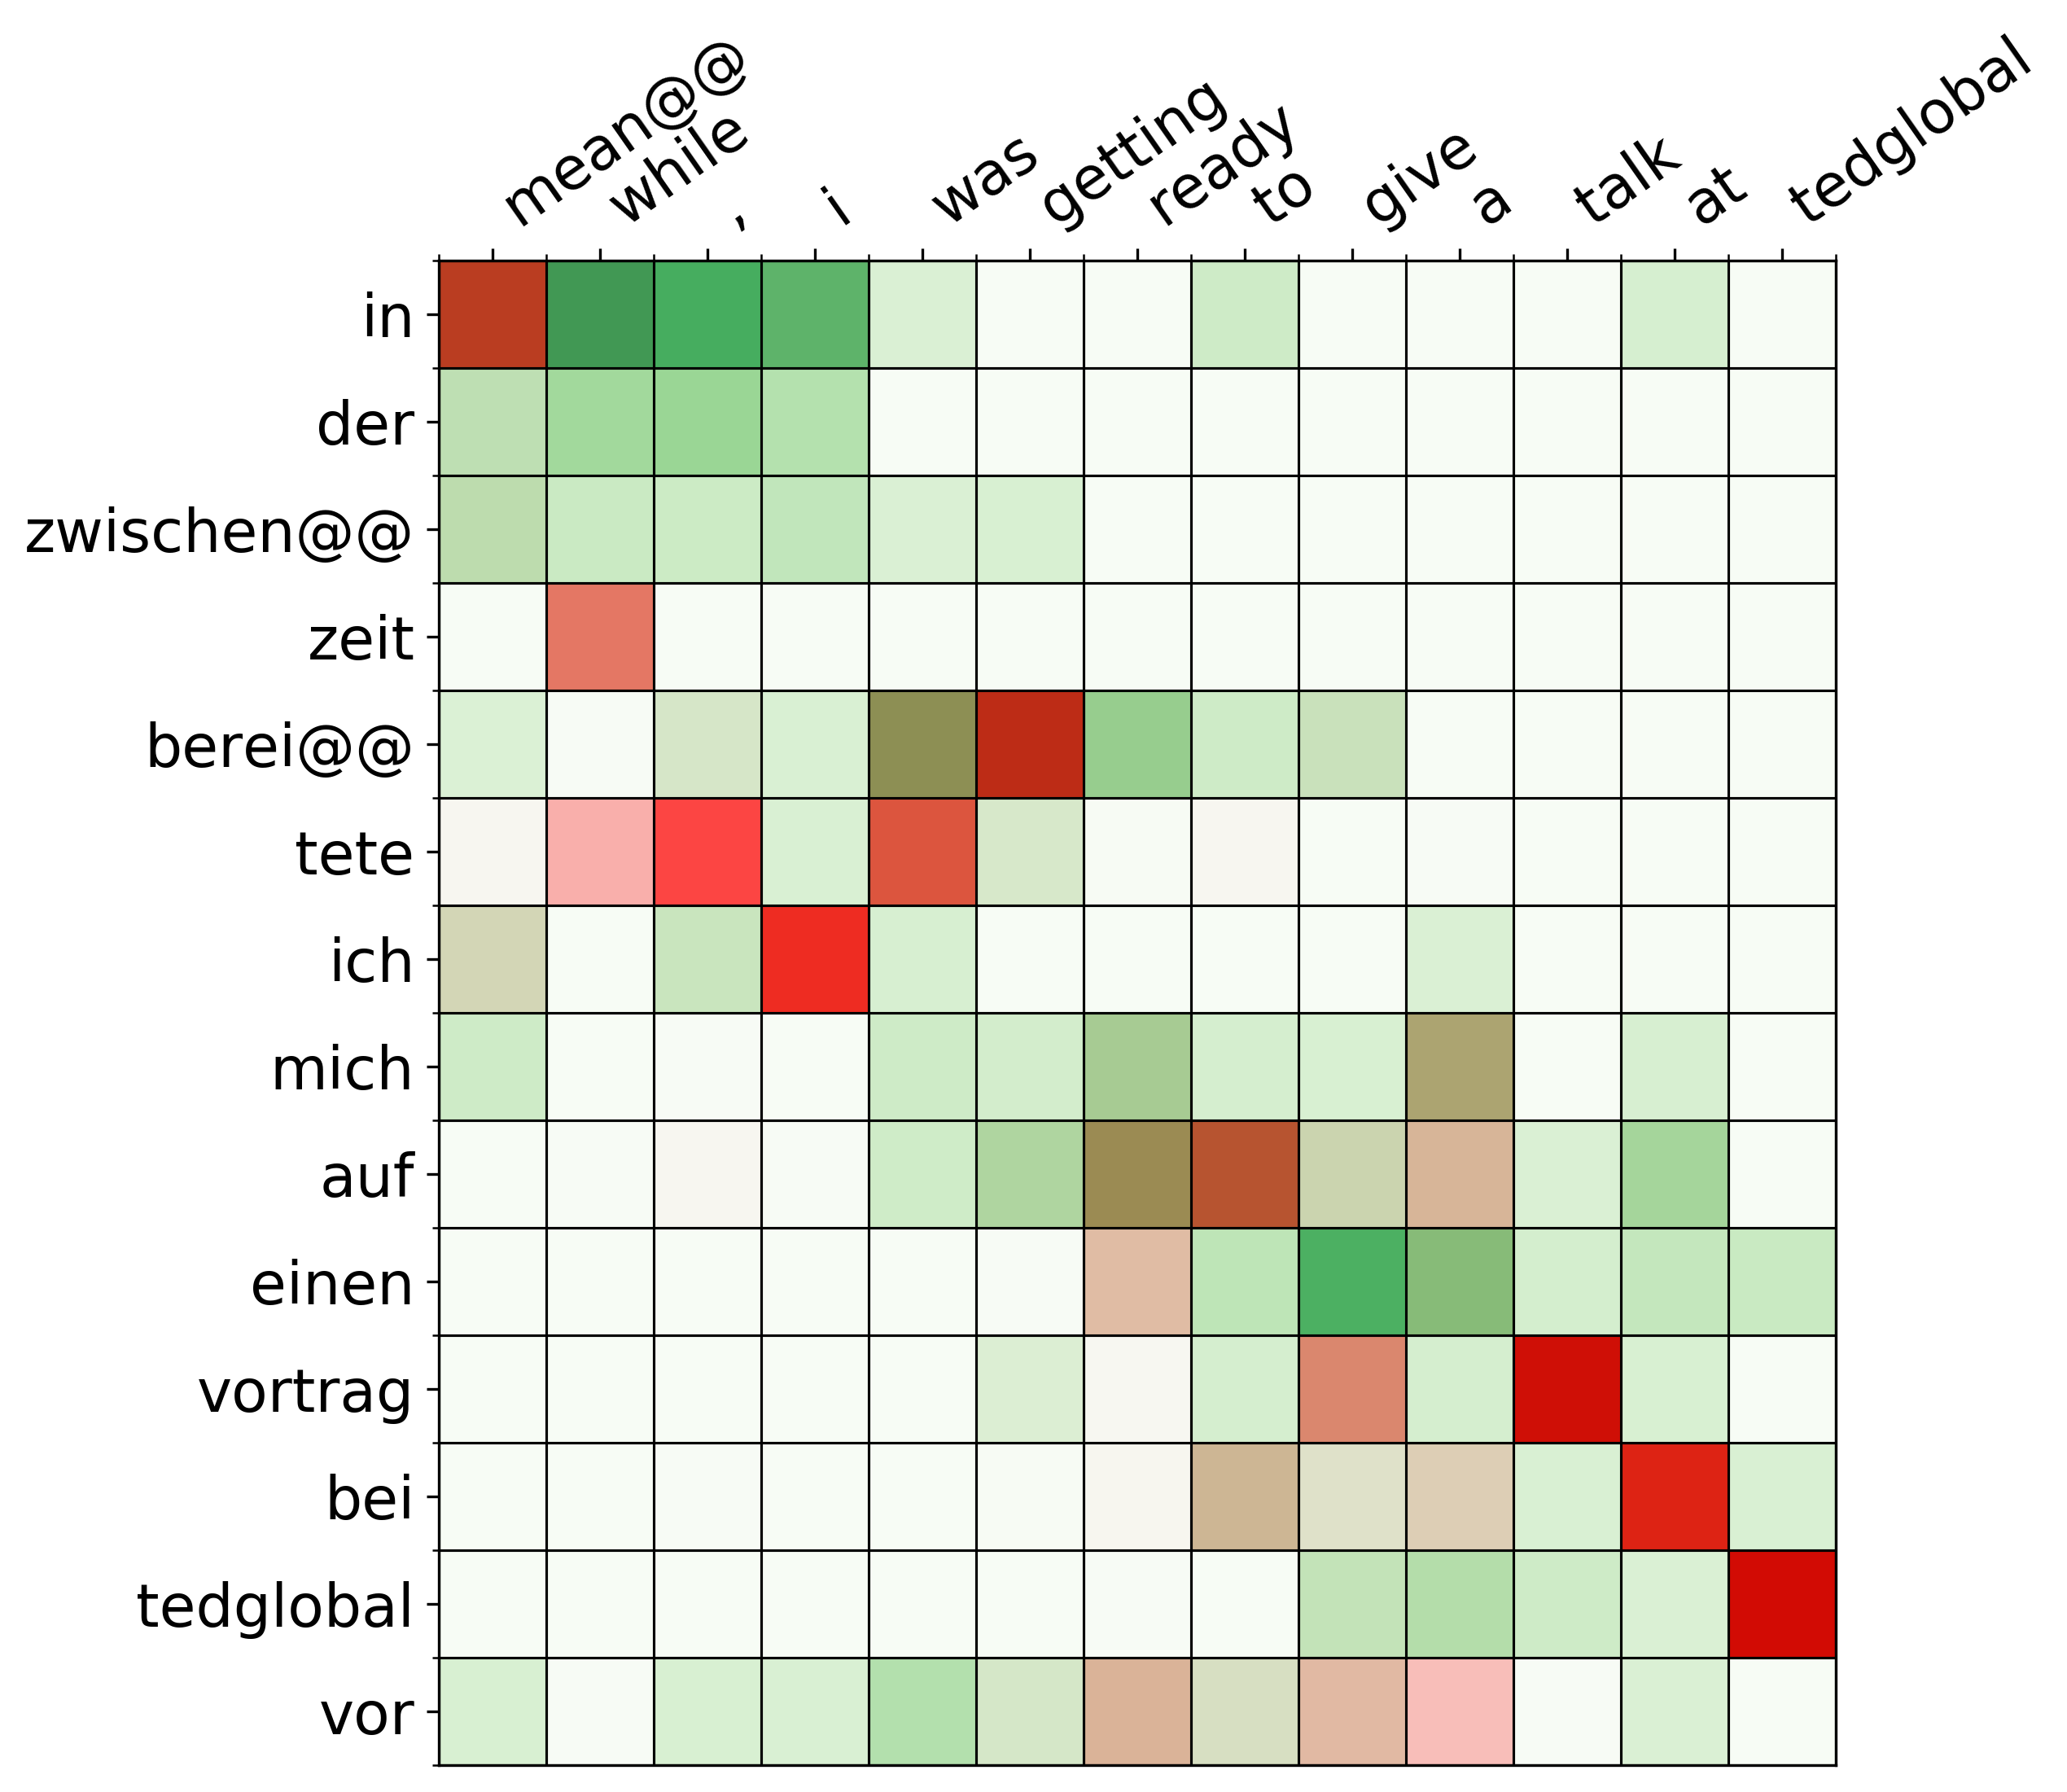 mean@@ while , i was getting ready to give a talk at tedglobal
in
der
zwischen@@
zeit
berei@@
tete
ich
mich
auf
einen
vortrag
bei
tedglobal
vor